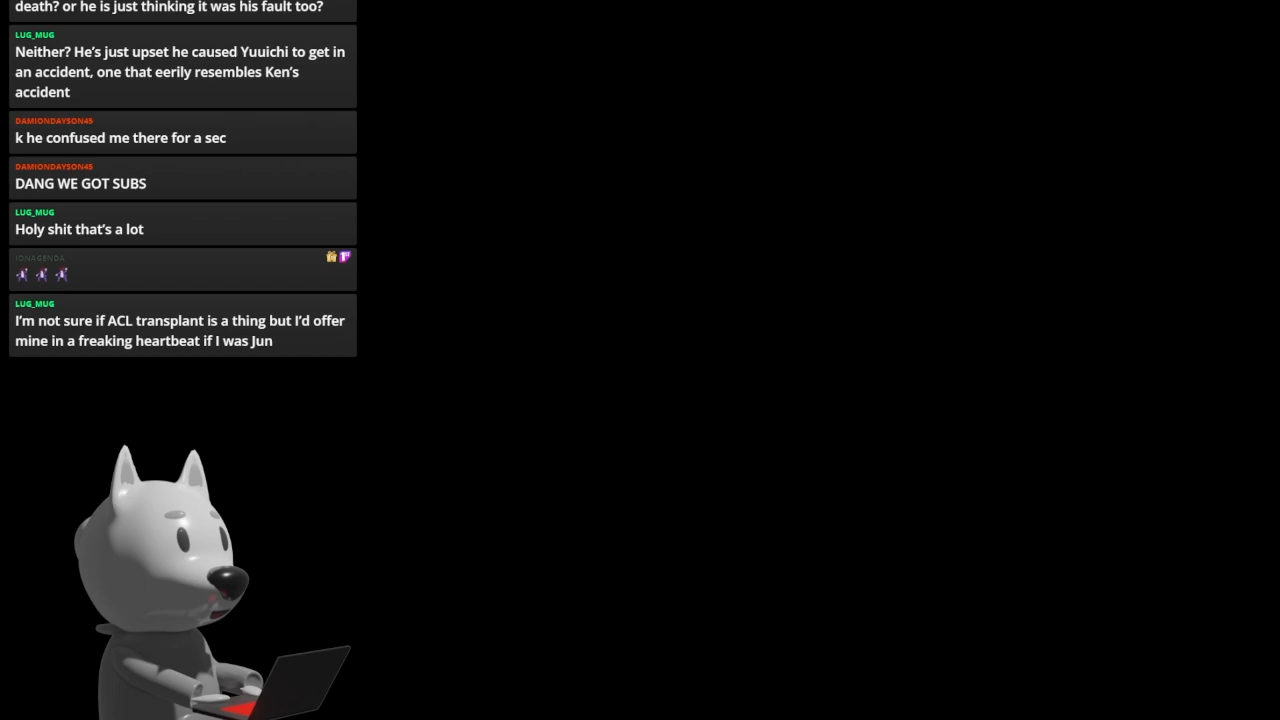 death? or he is just thinking it was his fault too?
LUG_MUG
Neither? He’s just upset he caused Yuuichi to get in
an accident, one that eerily resembles Ken’s
accident
DAMIONDAYSON45
k he confused me there for a sec
DAMIONDAYSON45
DANG WE GOT SUBS
LUG_MUG
Holy shit that’s a lot
IONAGENDA
LUG_MUG
I’m not sure if ACL transplant is a thing but I’d offer
mine in a freaking heartbeat if I was Jun